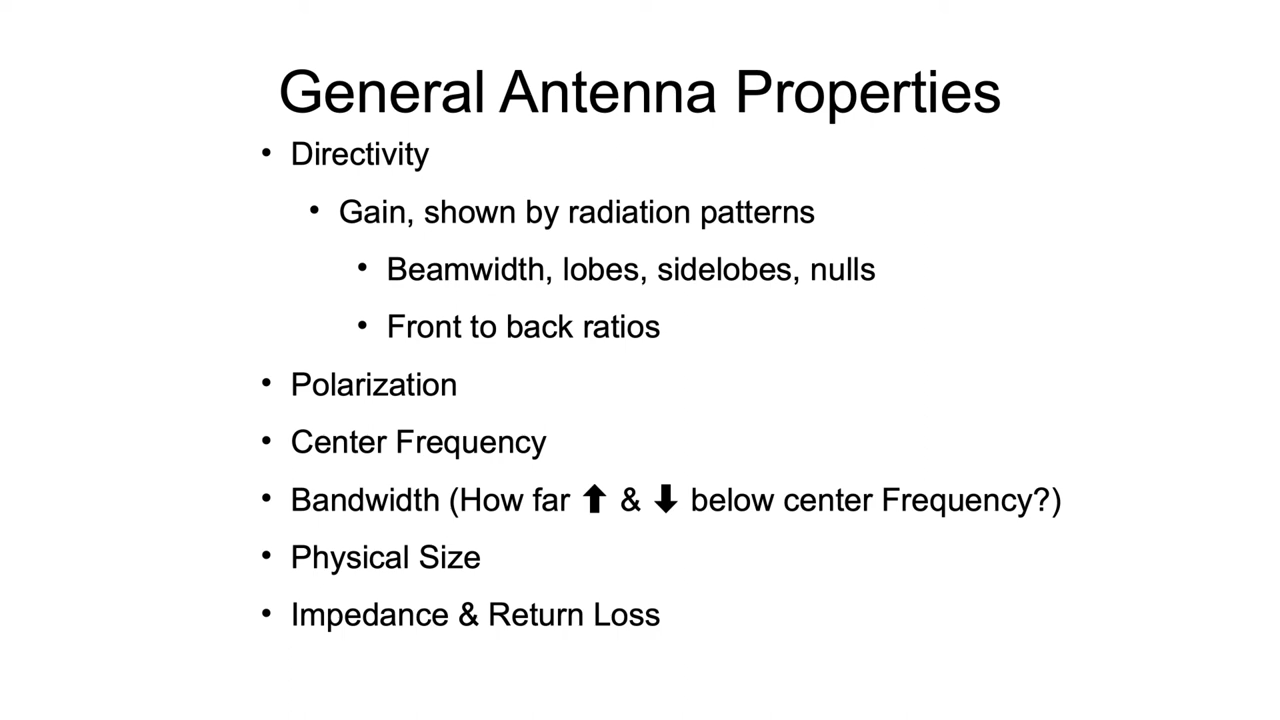 General Antenna Properties
• Directivity
• Gain, shown by radiation patterns
• Beamwidth, lobes, sidelobes, nulls
• Front to back ratios
• Polarization
• Center Frequency
• Bandwidth (How far ⬆ & ⬇ below center Frequency?)
• Physical Size
• Impedance & Return Loss